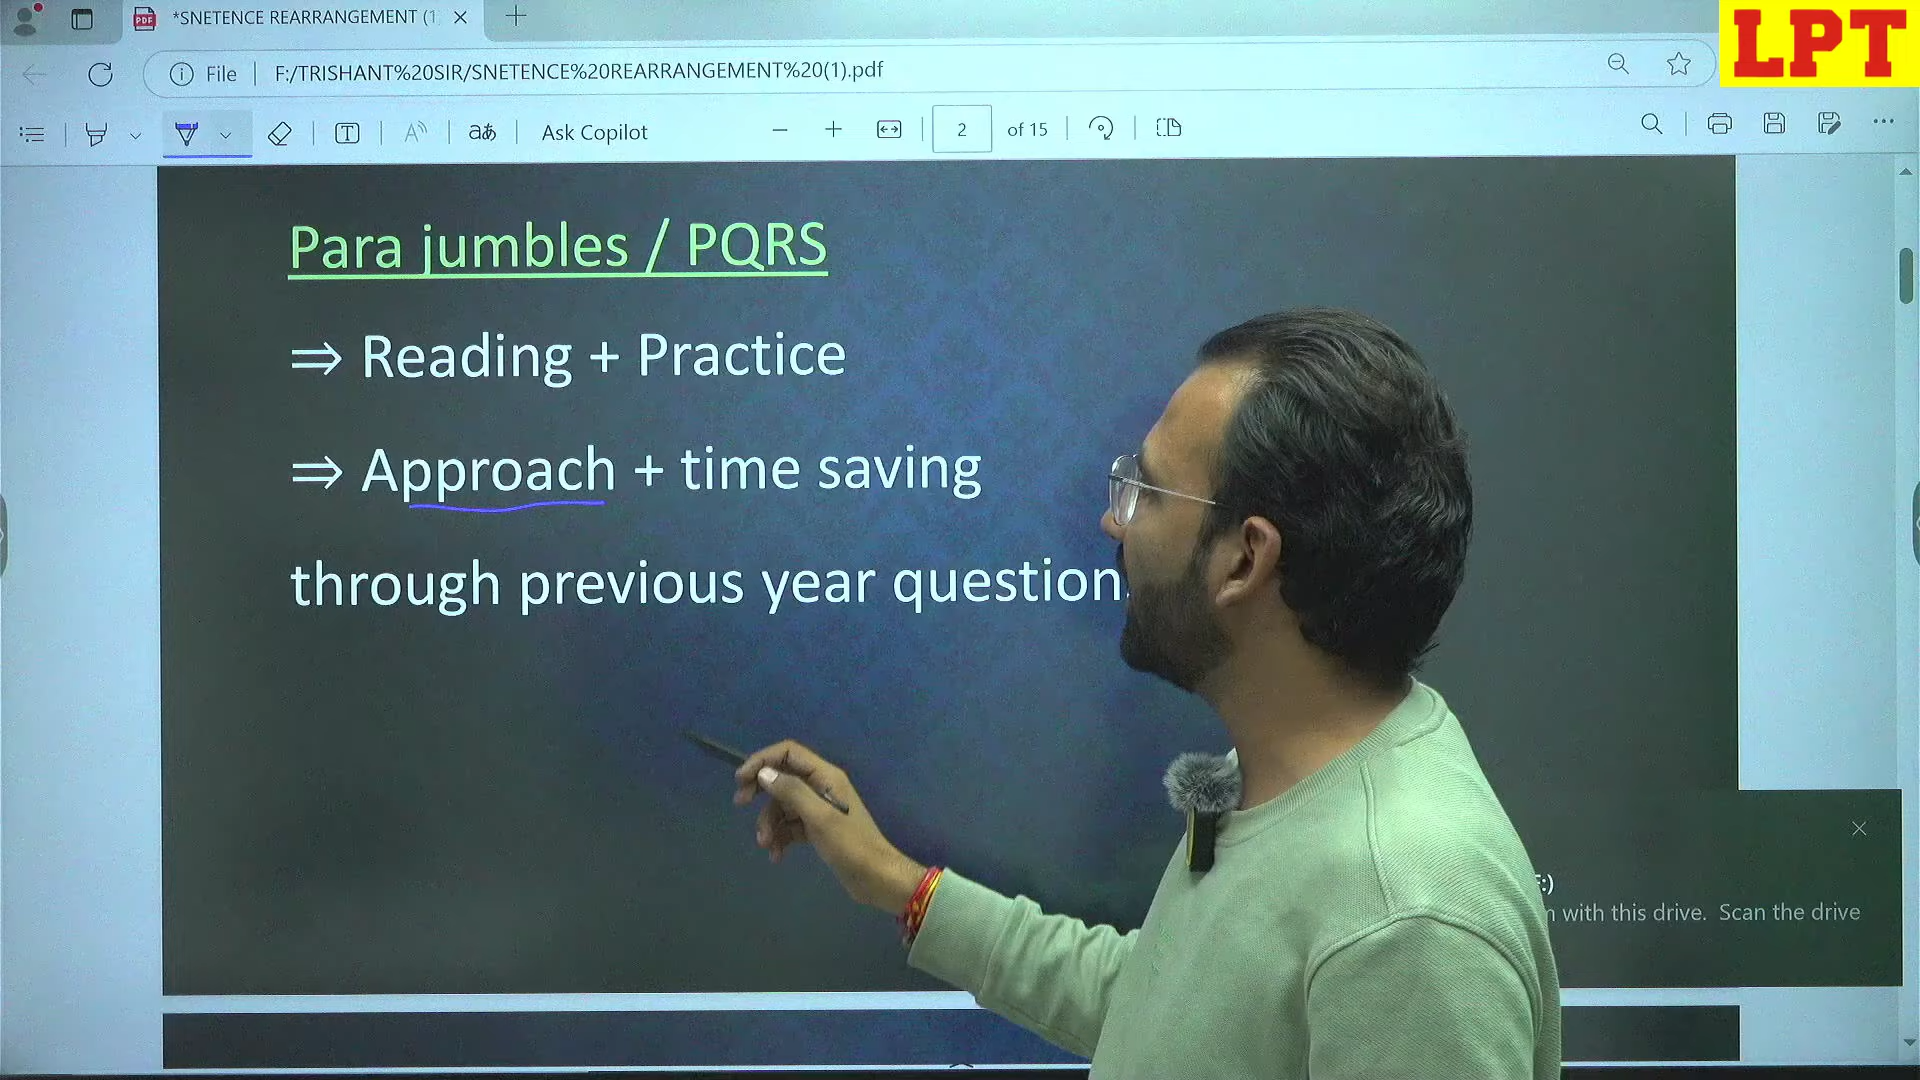 *SNETENCE REARRANGEMENT (1
LPT
File
F:/TRISHANT%20SIR/SNETENCE%20REARRANGEMENT%20(1).pdf
Ask Copilot
2 of 15
Para jumbles / PQRS
⇒ Reading + Practice
⇒ Approach + time saving
through previous year question
with this drive. Scan the drive